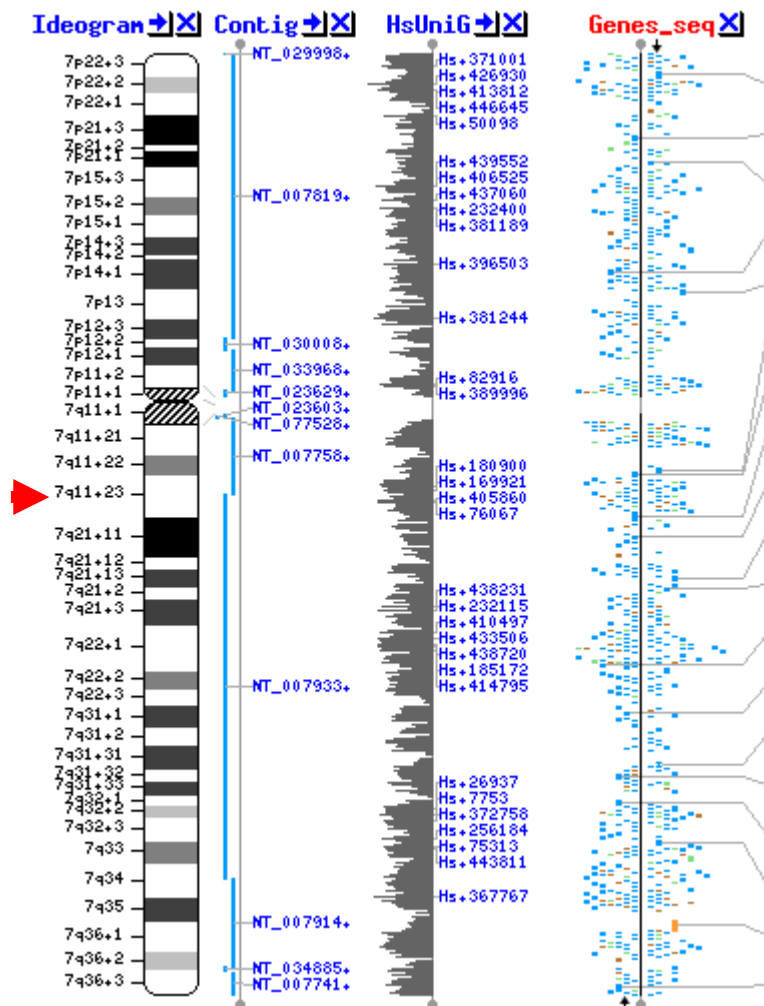 Ideogram Contig HsUniG Genes_seq
7p22+3
7p22+2
7p22+1
7p21+3
7p21+2
7p21+1
7p15+3
7p15+2
7p15+1
7p14+3
7p14+2
7p14+1
7p13
7p12+3
7p12+2
7p12+1
7p11+2
7p11+1
7q11+1
7q11+21
7q11+22
7q11+23
7q21+11
7q21+12
7q21+13
7q21+2
7q21+3
7q22+1
7q22+2
7q22+3
7q31+1
7q31+2
7q31+31
7q31+32
7q31+33
7q32+1
7q32+2
7q32+3
7q33
7q34
7q35
7q36+1
7q36+2
7q36+3
NT_029998+
NT_007819+
NT_030008+
NT_033968+
NT_023629+
NT_023603+
NT_077528+
NT_007758+
NT_007933+
NT_007914+
NT_034885+
NT_007741+
Hs+371001
Hs+426930
Hs+413812
Hs+446645
Hs+50098
Hs+439552
Hs+406525
Hs+437060
Hs+232400
Hs+381189
Hs+396503
Hs+381244
Hs+82916
Hs+389996
Hs+180900
Hs+169921
Hs+405860
Hs+76067
Hs+438231
Hs+232115
Hs+410497
Hs+433506
Hs+438720
Hs+185172
Hs+414795
Hs+26937
Hs+7753
Hs+372758
Hs+256184
Hs+75313
Hs+443811
Hs+367767